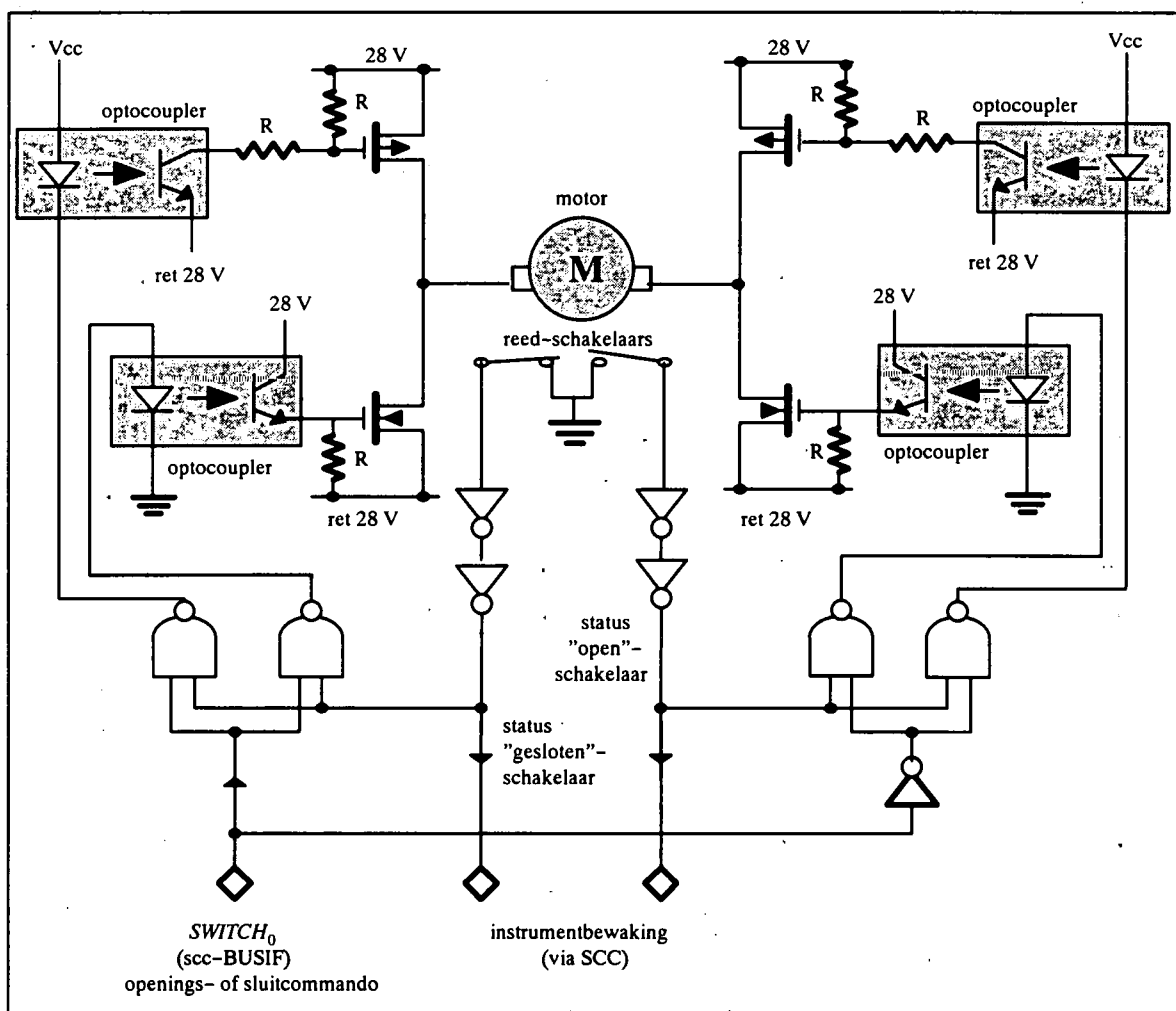 Vcc
28 V
28 V
Vcc
optocoupler
R
R
R
R
optocoupler
motor
M
ret 28 V
ret 28 V
28 V
28 V
reed-schakelaars
optocoupler
R
R
optocoupler
ret 28 V
ret 28 V
status
"open"-
schakelaar
status
"gesloten"-
schakelaar
SWITCH0
(scc-BUSIF)
openings- of sluitcommando
instrumentbewaking
(via SCC)